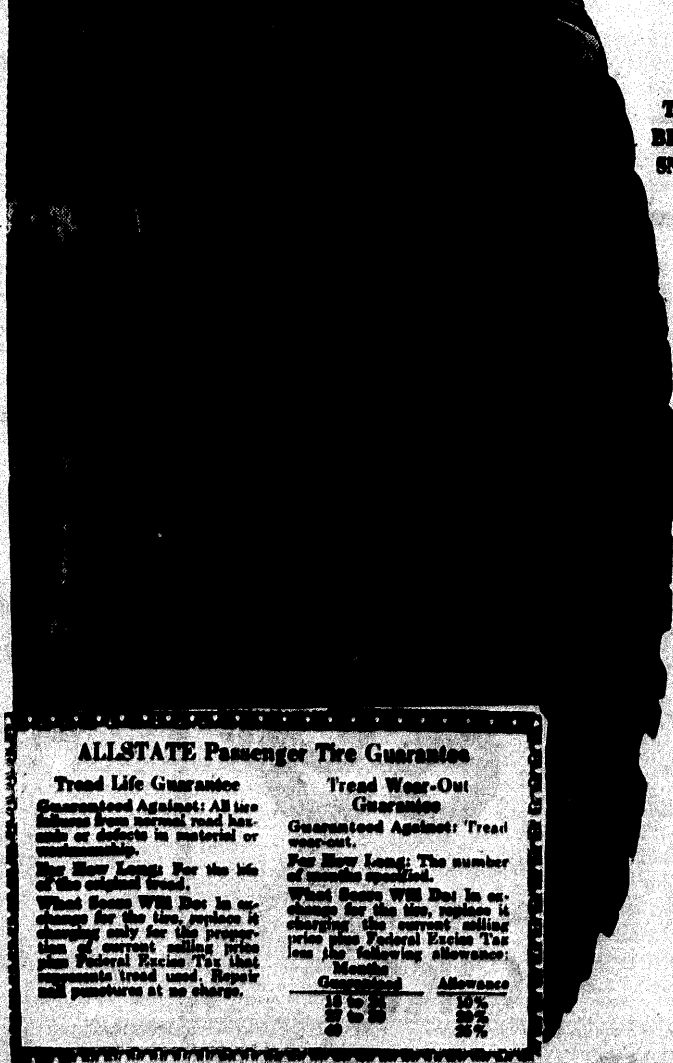 ALLSTATE Passenger Tire Guarantee
Tread Life Guarantee
Guaranteed Against: All tire
failures from normal road haz-
ards or defects in material or
workmanship.
For How Long: For the life
of the original tread.
What Sears Will Do: In ex-
change for the tire, replace it
charging only for the propor-
tion of current selling price
plus Federal Excise Tax that
represents tread used. Repair
nail punctures at no charge.
Tread Wear-Out
Guarantee
Guaranteed Against: Tread
wear-out.
For How Long: The number
of months specified.
What Sears Will Do: In ex-
change for the tire, replace it
charging the current selling
price plus Federal Excise Tax
less the following allowance:
Months
Guaranteed Allowance
10%
20%
25%